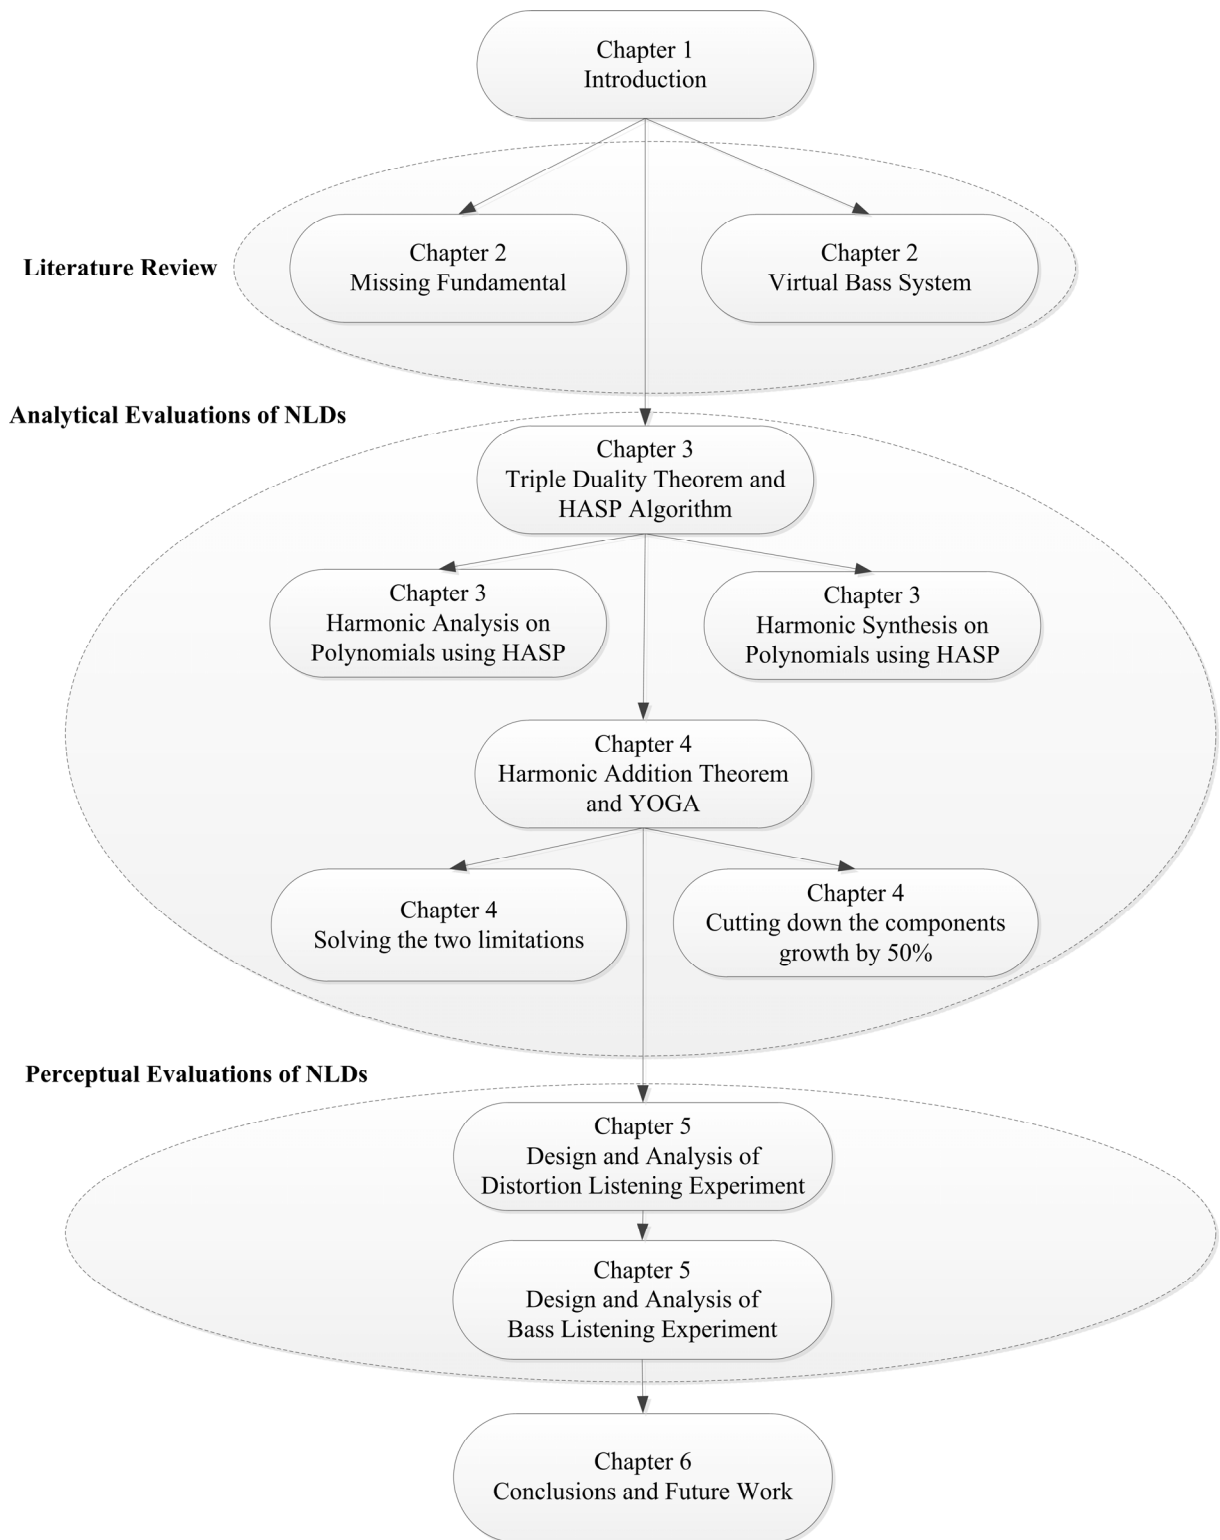 Chapter 1
Introduction
Literature Review
Chapter 2
Missing Fundamental
Chapter 2
Virtual Bass System
Analytical Evaluations of NLDs
Chapter 3
Triple Duality Theorem and
HASP Algorithm
Chapter 3
Harmonic Analysis on
Polynomials using HASP
Chapter 3
Harmonic Synthesis on
Polynomials using HASP
Chapter 4
Harmonic Addition Theorem
and YOGA
Chapter 4
Solving the two limitations
Chapter 4
Cutting down the components
growth by 50%
Perceptual Evaluations of NLDs
Chapter 5
Design and Analysis of
Distortion Listening Experiment
Chapter 5
Design and Analysis of
Bass Listening Experiment
Chapter 6
Conclusions and Future Work